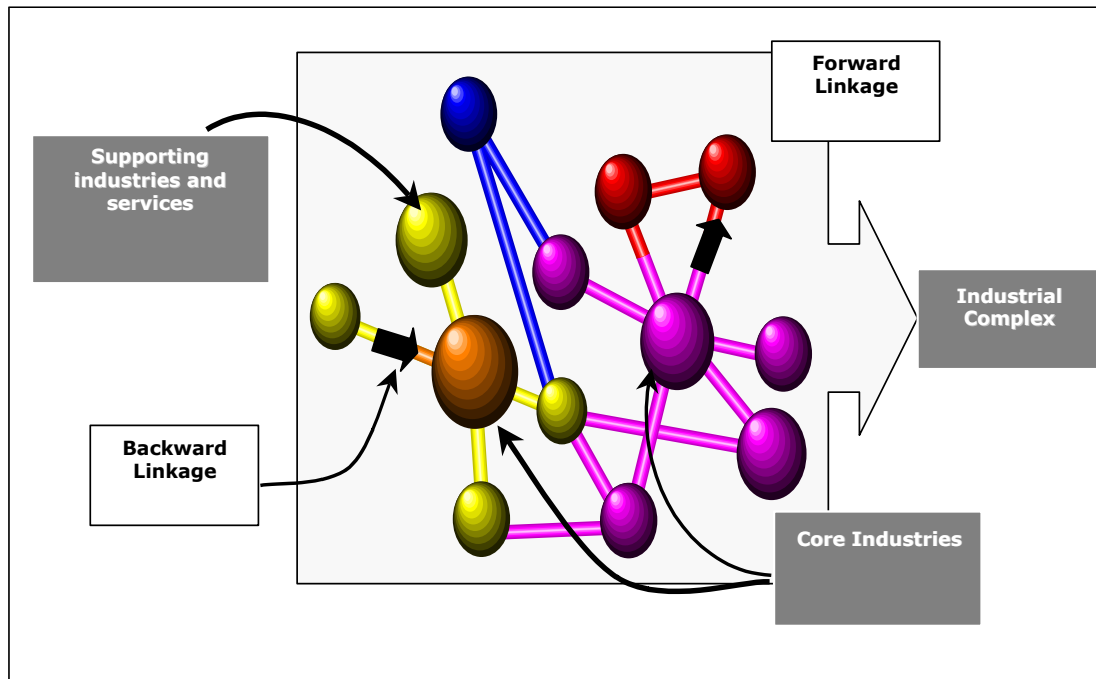 Forward
Linkage
Supporting
industries and
services
Industrial
Complex
Backward
Linkage
Core Industries